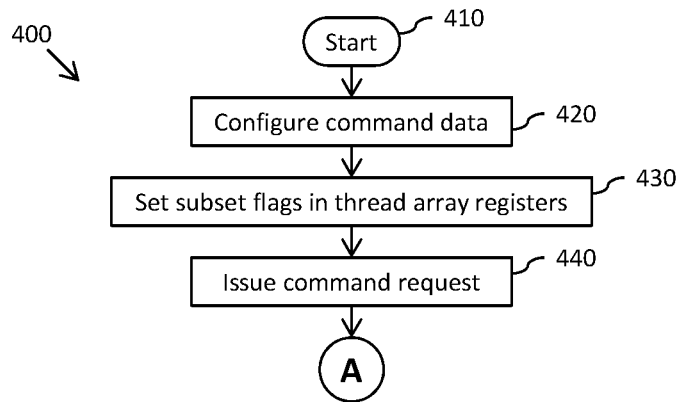 400
410
Start
Configure command data
420
Set subset flags in thread array registers
430
Issue command request
440
A